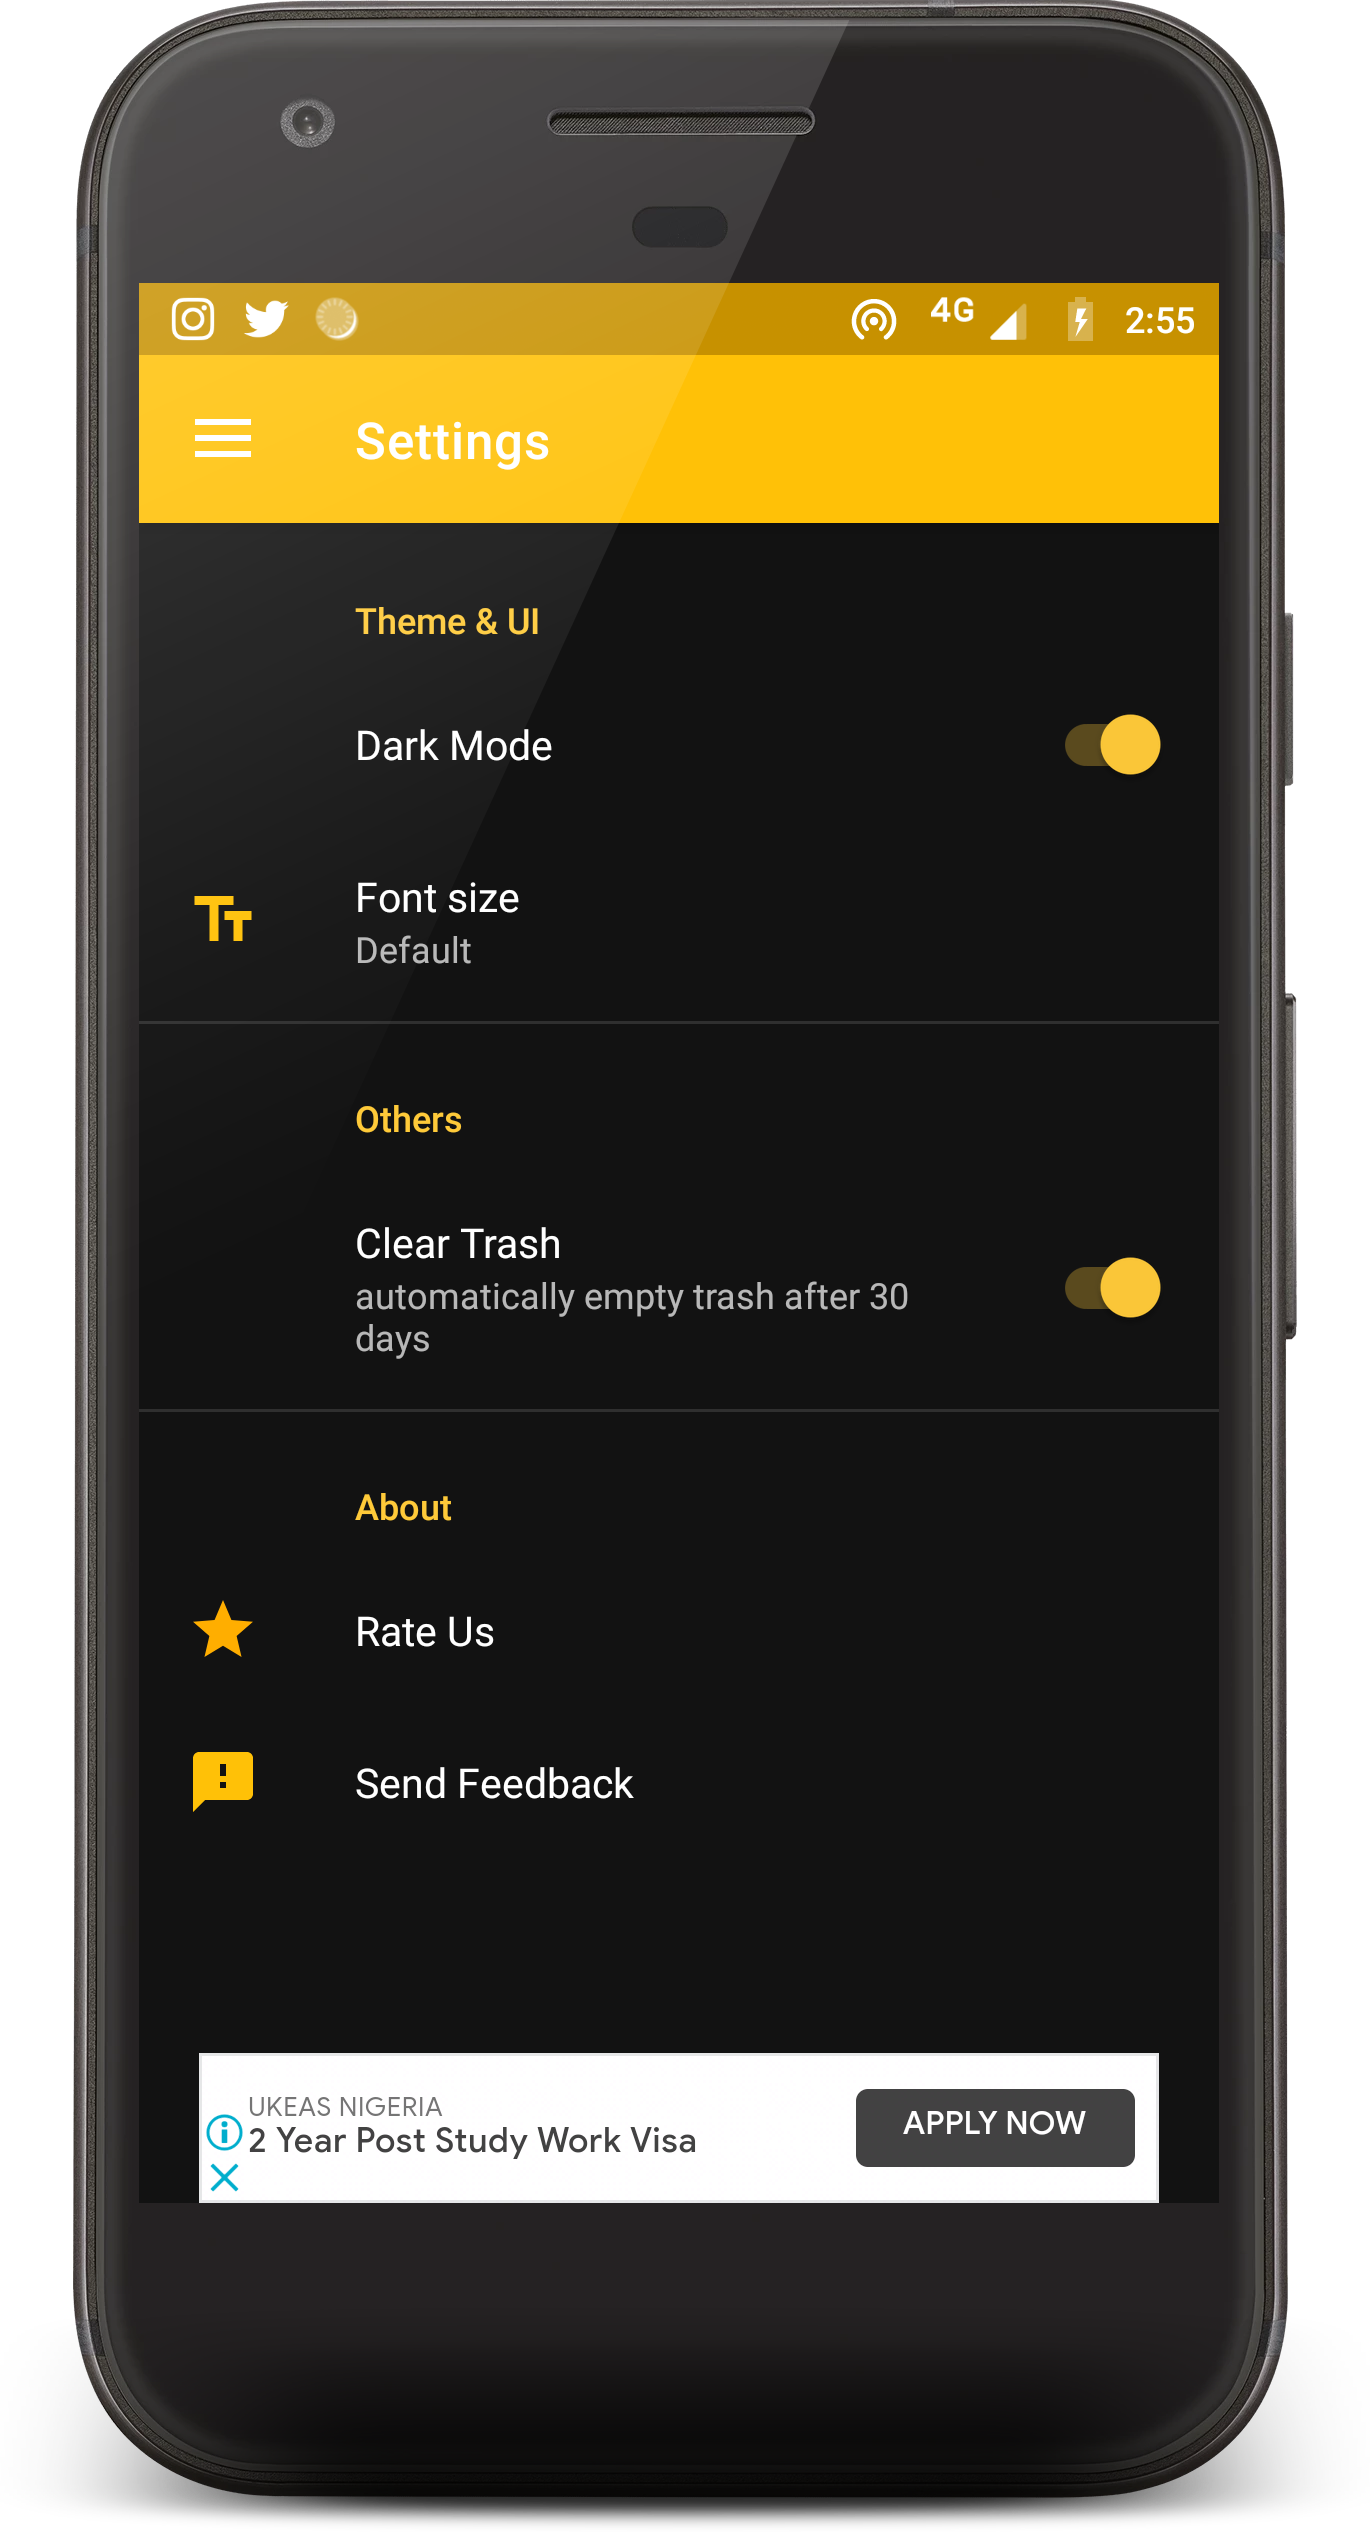 4G 2:55
Settings
Theme & UI
Dark Mode
Font size
Default
Others
Clear Trash
automatically empty trash after 30
days
About
Rate Us
Send Feedback
UKEAS NIGERIA
2 Year Post Study Work Visa
APPLY NOW